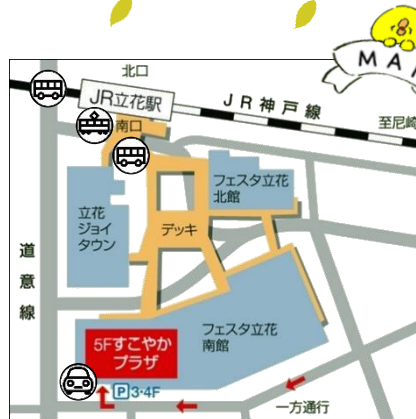 MA
北口
JR立花駅
JR神戸線
至尼崎
南口
フェスタ立花
北館
立花
ジョイ
タウン
デッキ
道意線
フェスタ立花
南館
5Fすこやか
プラザ
P3・4F
一方通行